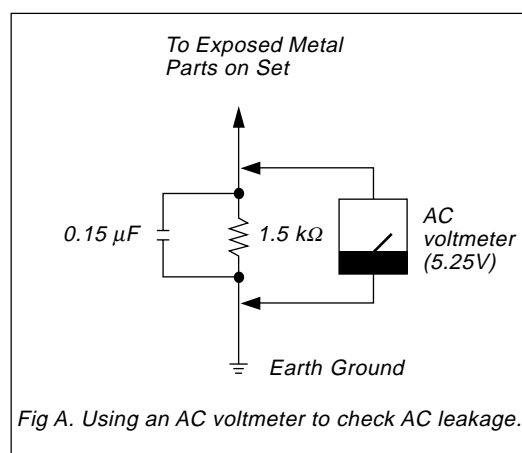 To Exposed Metal
Parts on Set
0.15 μF
1.5 kΩ
AC
voltmeter
(5.25V)
Earth Ground
Fig A. Using an AC voltmeter to check AC leakage.